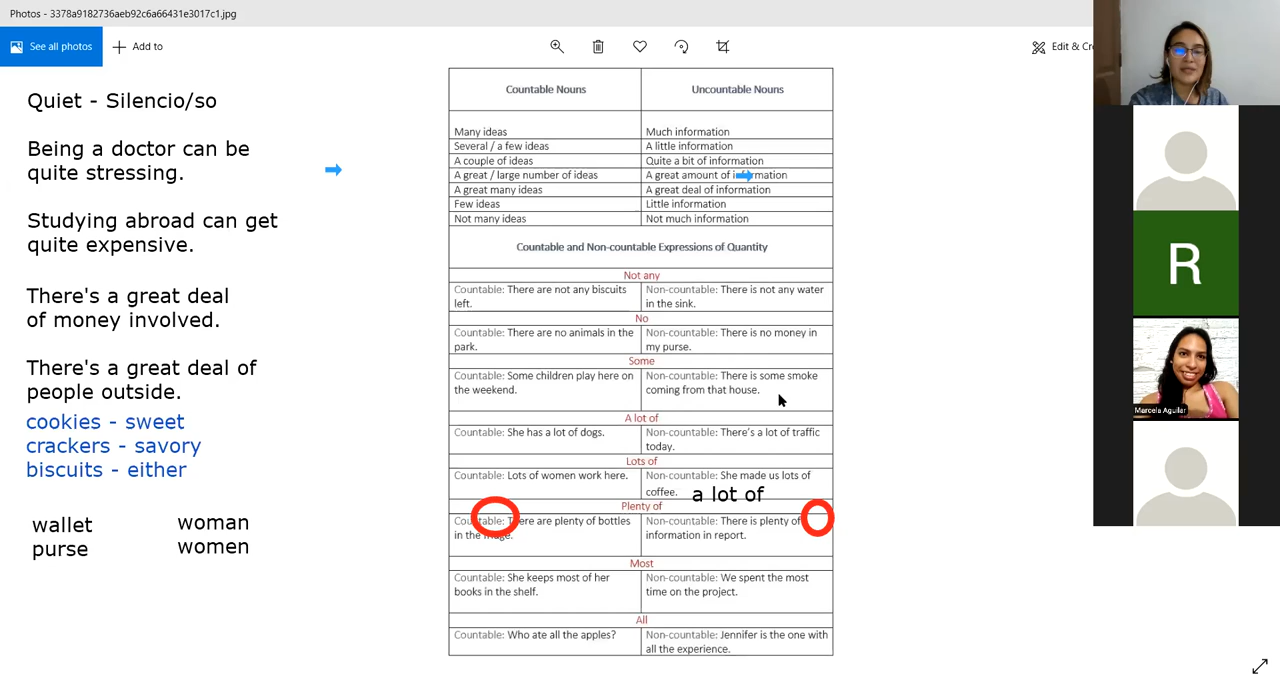 Photos - 3378a9182736aeb92c6a66431e3017c1.jpg
See all photos
Add to
Edit & Cr
Quiet - Silencio/so
Being a doctor can be
quite stressing.
Studying abroad can get
quite expensive.
There's a great deal
of money involved.
There's a great deal of
people outside.
cookies - sweet
crackers - savory
biscuits - either
wallet
purse
woman
women
Countable Nouns
Uncountable Nouns
Many ideas
Much information
Several / a few ideas
A little information
A couple of ideas
Quite a bit of information
A great / large number of ideas
A great amount of information
A great many ideas
A great deal of information
Few ideas
Little information
Not many ideas
Not much information
Countable and Non-countable Expressions of Quantity
Not any
Countable: There are not any biscuits
left.
Non-countable: There is not any water
in the sink.
No
Countable: There are no animals in the
park.
Non-countable: There is no money in
my purse.
Some
Countable: Some children play here on
the weekend.
Non-countable: There is some smoke
coming from that house.
A lot of
Countable: She has a lot of dogs.
Non-countable: There's a lot of traffic
today.
Lots of
Countable: Lots of women work here.
Non-countable: She made us lots of
coffee.
a lot of
Plenty of
Countable: There are plenty of bottles
in the
Non-countable: There is plenty of
information in report.
Most
Countable: She keeps most of her
books in the shelf.
Non-countable: We spent the most
time on the project.
All
Countable: Who ate all the apples?
Non-countable: Jennifer is the one with
all the experience.
R
Marcela Aguilar